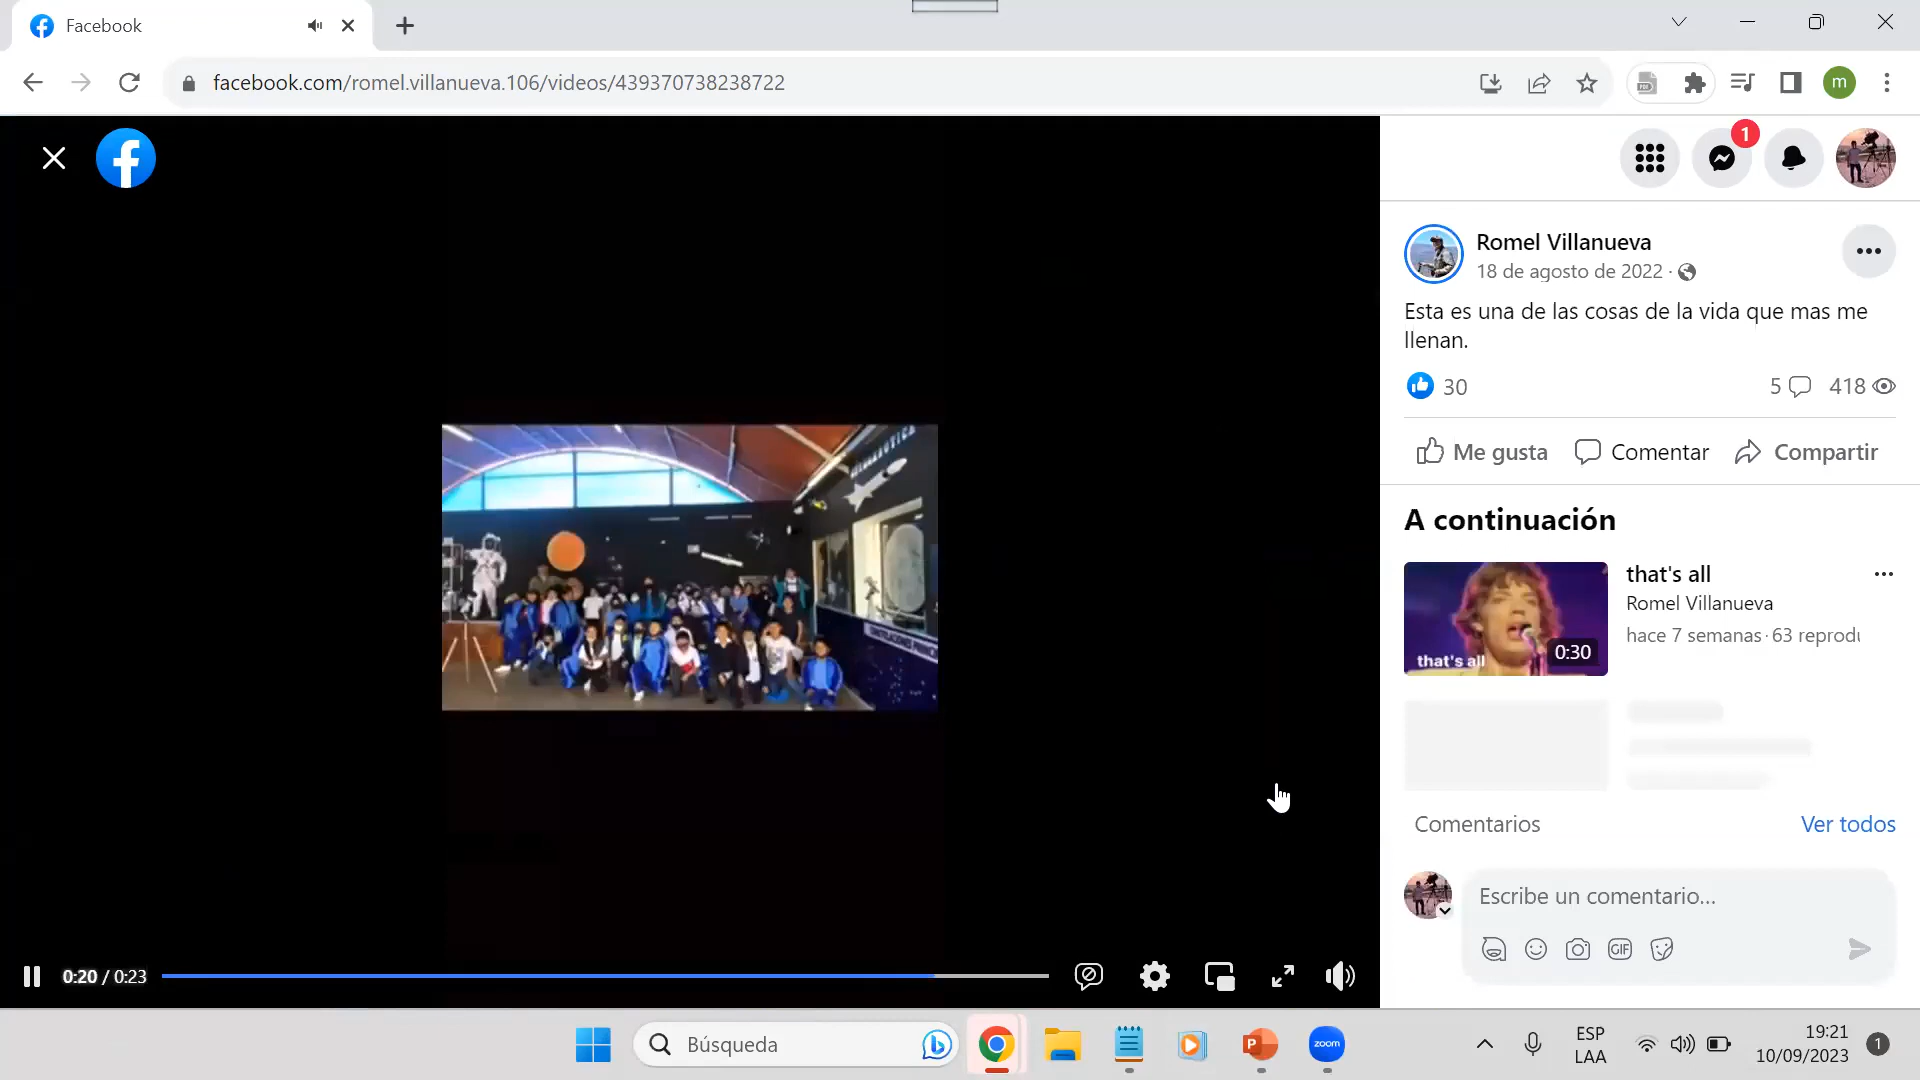 Facebook
facebook.com/romel.villanueva.106/videos/439370738238722
PDF
m
1
Romel Villanueva
18 de agosto de 2022 ·
Esta es una de las cosas de la vida que mas me
llenan.
30
5
418
Me gusta
Comentar
Compartir
A continuación
that's all
Romel Villanueva
hace 7 semanas · 63 reprodu
that's all
0:30
Comentarios
Ver todos
Escribe un comentario...
GIF
0:20 / 0:23
Búsqueda
P
zoom
ESP
LAA
19:21
10/09/2023
1